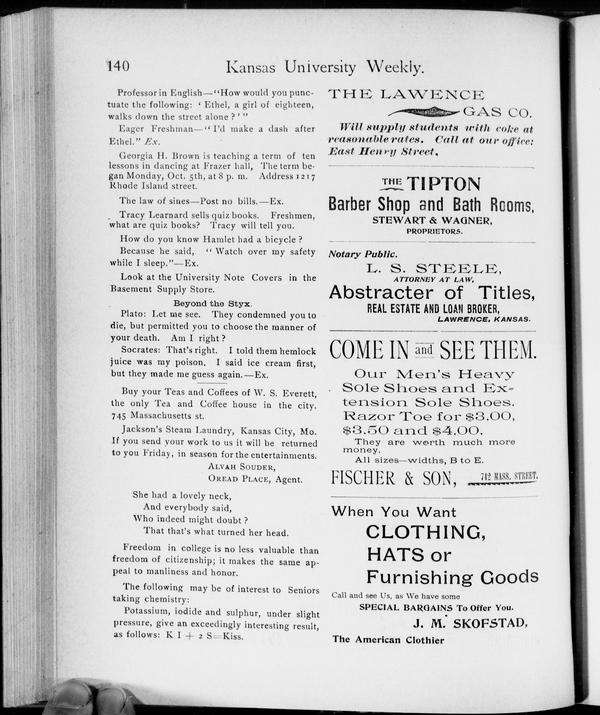 140
Kansas University Weekly.
Professor in English—"How would you punc-
tuate the following: 'Ethel, a girl of eighteen,
walks down the street alone?'"
Eager Freshman—"I'd make a dash after
Ethel." Ex.
Georgia H. Brown is teaching a term of ten
lessons in dancing at Frazer hall, The term be-
gan Monday, Oct. 5th, at 8 p. m. Address 1217
Rhode Island street.
The law of sines—Post no bills.—Ex.
Tracy Learnard sells quiz books. Freshmen,
what are quiz books? Tracy will tell you.
How do you know Hamlet had a bicycle?
Because he said, "Watch over my safety
while I sleep."—Ex.
Look at the University Note Covers in the
Basement Supply Store.
Beyond the Styx.
Plato: Let me see. They condemned you to
die, but permitted you to choose the manner of
your death. Am I right?
Socrates: That's right. I told them hemlock
juice was my poison. I said ice cream first,
but they made me guess again.—Ex.
Buy your Teas and Coffees of W. S. Everett,
the only Tea and Coffee house in the city.
745 Massachusetts st.
Jackson's Steam Laundry, Kansas City, Mo.
If you send your work to us it will be returned
to you Friday, in season for the entertainments.
ALVAH SOUDER,
OREAD PLACE, Agent.
She had a lovely neck,
And everybody said,
Who indeed might doubt?
That that's what turned her head.
Freedom in college is no less valuable than
freedom of citizenship; it makes the same ap-
peal to manliness and honor.
The following may be of interest to Seniors
taking chemistry:
Potassium, iodide and sulphur, under slight
pressure, give an exceedingly interesting result,
as follows: K I + 2 S=Kiss.
THE LAWENCE
GAS CO.
Will supply students with coke at
reasonable rates. Call at our office:
East Henry Street.
THE TIPTON
Barber Shop and Bath Rooms,
STEWART & WAGNER,
PROPRIETORS.
Notary Public.
L. S. STEELE,
ATTORNEY AT LAW,
Abstracter of Titles,
REAL ESTATE AND LOAN BROKER,
LAWRENCE, KANSAS.
COME IN and SEE THEM.
Our Men's Heavy
Sole Shoes and Ex-
tension Sole Shoes.
Razor Toe for $3.00,
$3.50 and $4.00.
They are worth much more
money.
All sizes—widths, B to E.
FISCHER & SON, 742 MASS. STREET.
When You Want
CLOTHING,
HATS or
Furnishing Goods
Call and see Us, as We have some
SPECIAL BARGAINS To Offer You.
J. M. SKOFSTAD,
The American Clothier